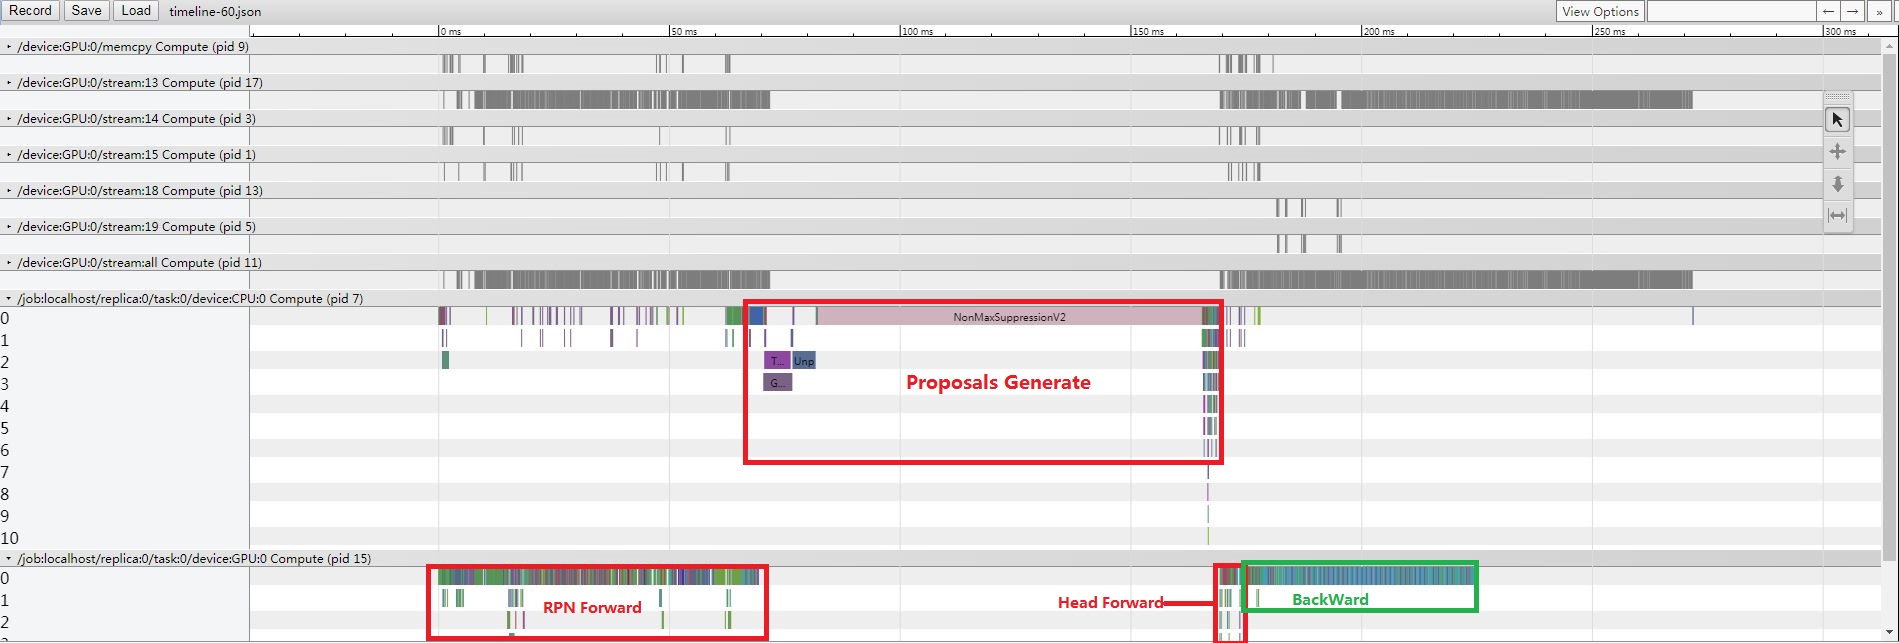 Record Save Load timeline-60.json View Options ← → »
0 ms 50 ms 100 ms 150 ms 200 ms 250 ms 300 ms
/device:GPU:0/memcpy Compute (pid 9)
/device:GPU:0/stream:13 Compute (pid 17)
/device:GPU:0/stream:14 Compute (pid 3)
/device:GPU:0/stream:15 Compute (pid 1)
/device:GPU:0/stream:18 Compute (pid 13)
/device:GPU:0/stream:19 Compute (pid 5)
/device:GPU:0/stream:all Compute (pid 11)
/job:localhost/replica:0/task:0/device:CPU:0 Compute (pid 7)
0 NonMaxSuppressionV2
1
2 T... Unp
3 G... Proposals Generate
4
5
6
7
8
9
10
/job:localhost/replica:0/task:0/device:GPU:0 Compute (pid 15)
0
1 RPN Forward Head Forward BackWard
2